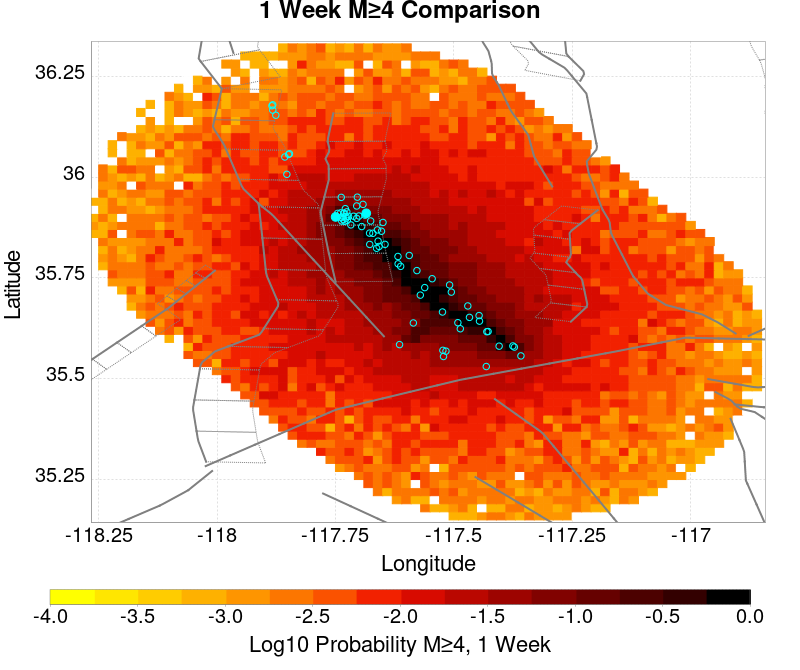 1 Week M≥4 Comparison
36.25
36
35.75
35.5
35.25
Latitude
-118.25 -118 -117.75 -117.5 -117.25 -117
Longitude
-4.0 -3.5 -3.0 -2.5 -2.0 -1.5 -1.0 -0.5 0.0
Log10 Probability M≥4, 1 Week